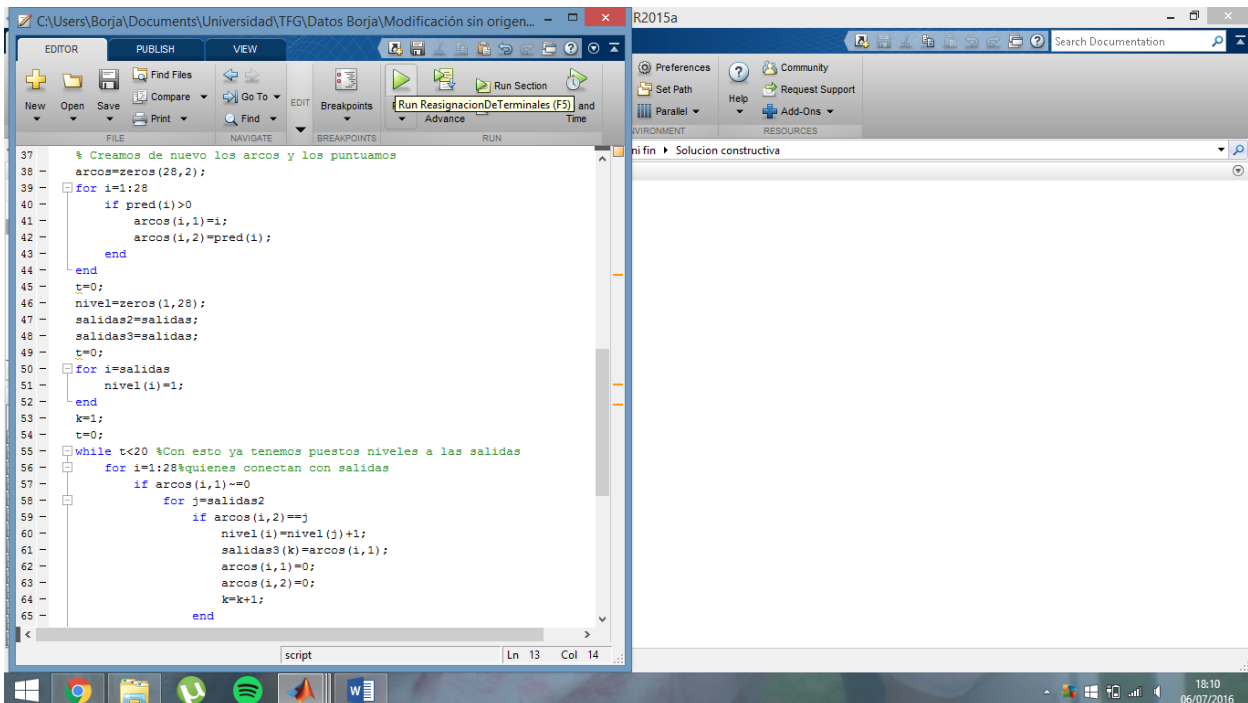 C:\Users\Borja\Documents\Universidad\TFG\Datos Borja\Modificación sin origen...
R2015a
EDITOR PUBLISH VIEW
Search Documentation
New Open Save
Find Files
Compare
Print
FILE
Go To
Find
NAVIGATE
EDIT
Breakpoints
BREAKPOINTS
Run Section
Run ReasignacionDeTerminales (F5)
and
Advance
Time
RUN
Preferences
Set Path
Parallel
Help
Community
Request Support
Add-Ons
RESOURCES
ni fin Solucion constructiva
37 % Creamos de nuevo los arcos y los puntuamos
38 - arcos=zeros(28,2);
39 - for i=1:28
40 - if pred(i)>0
41 - arcos(i,1)=i;
42 - arcos(i,2)=pred(i);
43 - end
44 - end
45 - t=0;
46 - nivel=zeros(1,28);
47 - salidas2=salidas;
48 - salidas3=salidas;
49 - t=0;
50 - for i=salidas
51 - nivel(i)=1;
52 - end
53 - k=1;
54 - t=0;
55 - while t<20 %Con esto ya tenemos puestos niveles a las salidas
56 - for i=1:28%quienes conectan con salidas
57 - if arcos(i,1)~=0
58 - for j=salidas2
59 - if arcos(i,2)==j
60 - nivel(i)=nivel(j)+1;
61 - salidas3(k)=arcos(i,1);
62 - arcos(i,1)=0;
63 - arcos(i,2)=0;
64 - k=k+1;
65 - end
script Ln 13 Col 14
18:10
06/07/2016